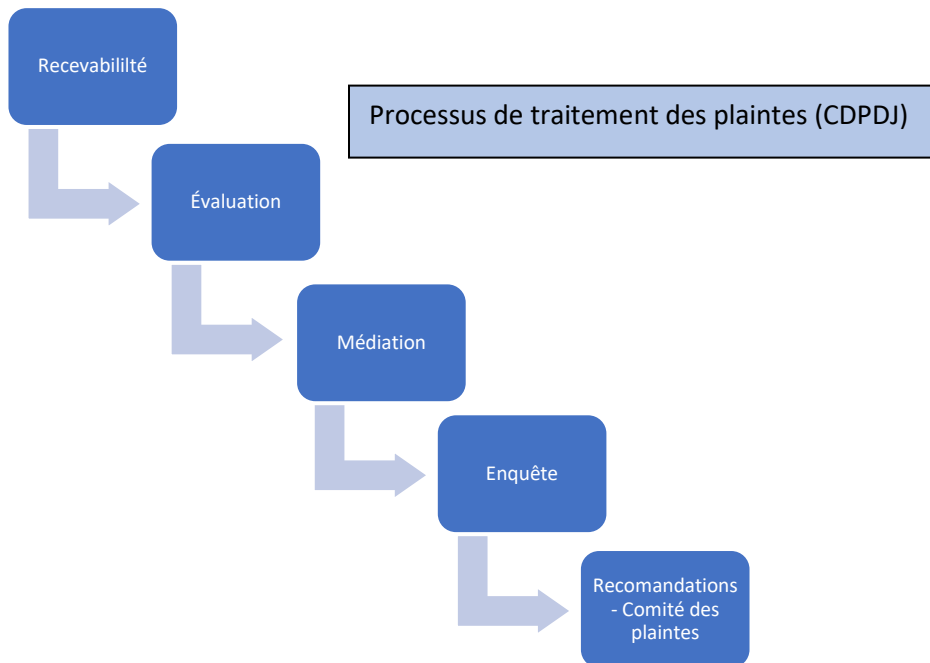 Recevabililté
Processus de traitement des plaintes (CDPDJ)
Évaluation
Médiation
Enquête
Recomandations
- Comité des
plaintes